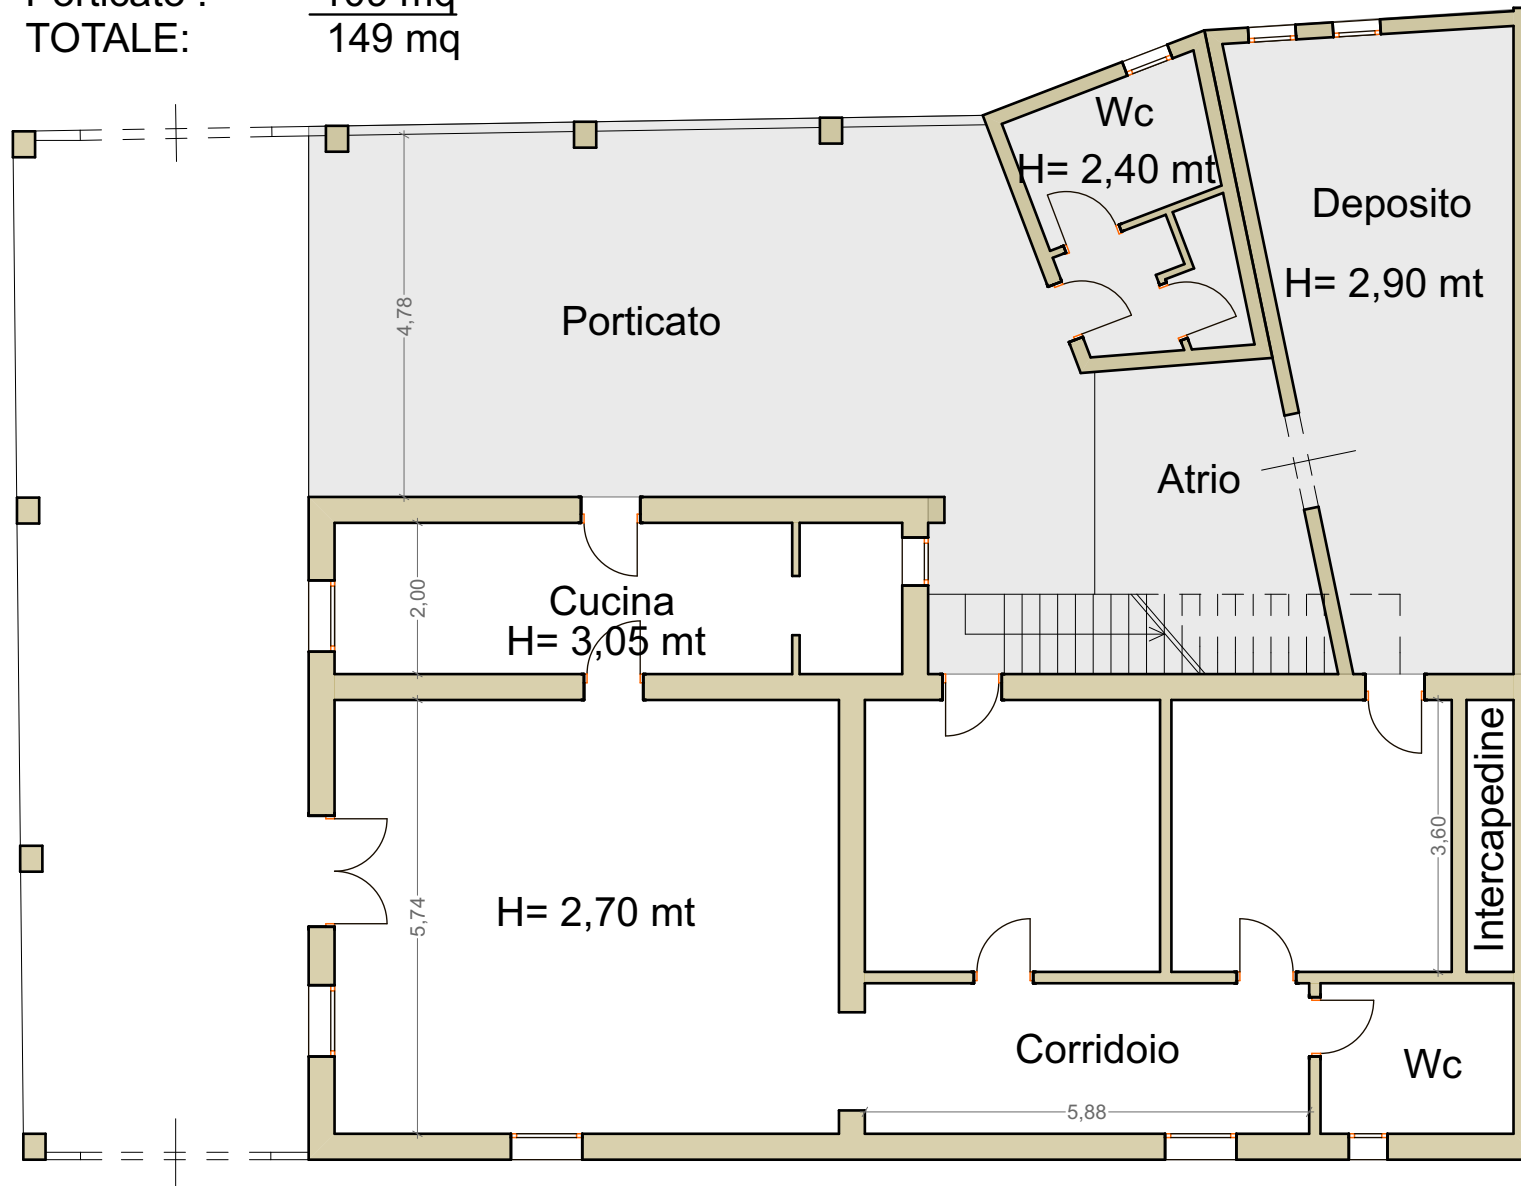 TOTALE: 149 mq
Wc
H= 2,40 mt
Deposito
H= 2,90 mt
4,78
Porticato
Atrio
2,00
Cucina
H= 3,05 mt
Intercapedine
3,60
5,74
H= 2,70 mt
Corridoio
Wc
5,88